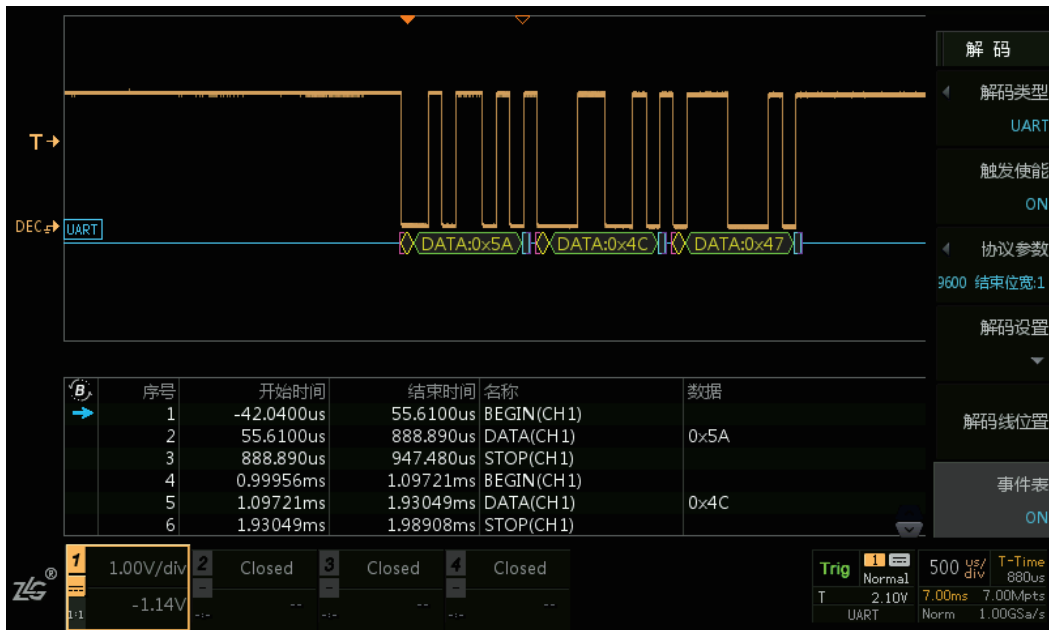 解 码
解码类型
UART
触发使能
ON
协议参数
9600 结束位宽:1
解码设置
解码线位置
事件表
ON
T
DEC
UART
DATA:0x5A DATA:0x4C DATA:0x47
B 序号 开始时间 结束时间 名称 数据
1 -42.0400us 55.6100us BEGIN(CH1)
2 55.6100us 888.890us DATA(CH1) 0x5A
3 888.890us 947.480us STOP(CH1)
4 0.99956ms 1.09721ms BEGIN(CH1)
5 1.09721ms 1.93049ms DATA(CH1) 0x4C
6 1.93049ms 1.98908ms STOP(CH1)
ZLG®
1 1.00V/div
-1.14V
1:1
2 Closed
-:- --
3 Closed
-:- --
4 Closed
-:- --
Trig 1 Normal
T 2.10V
UART
500 us/div T-Time
880us
7.00ms 7.00Mpts
Norm 1.00GSa/s